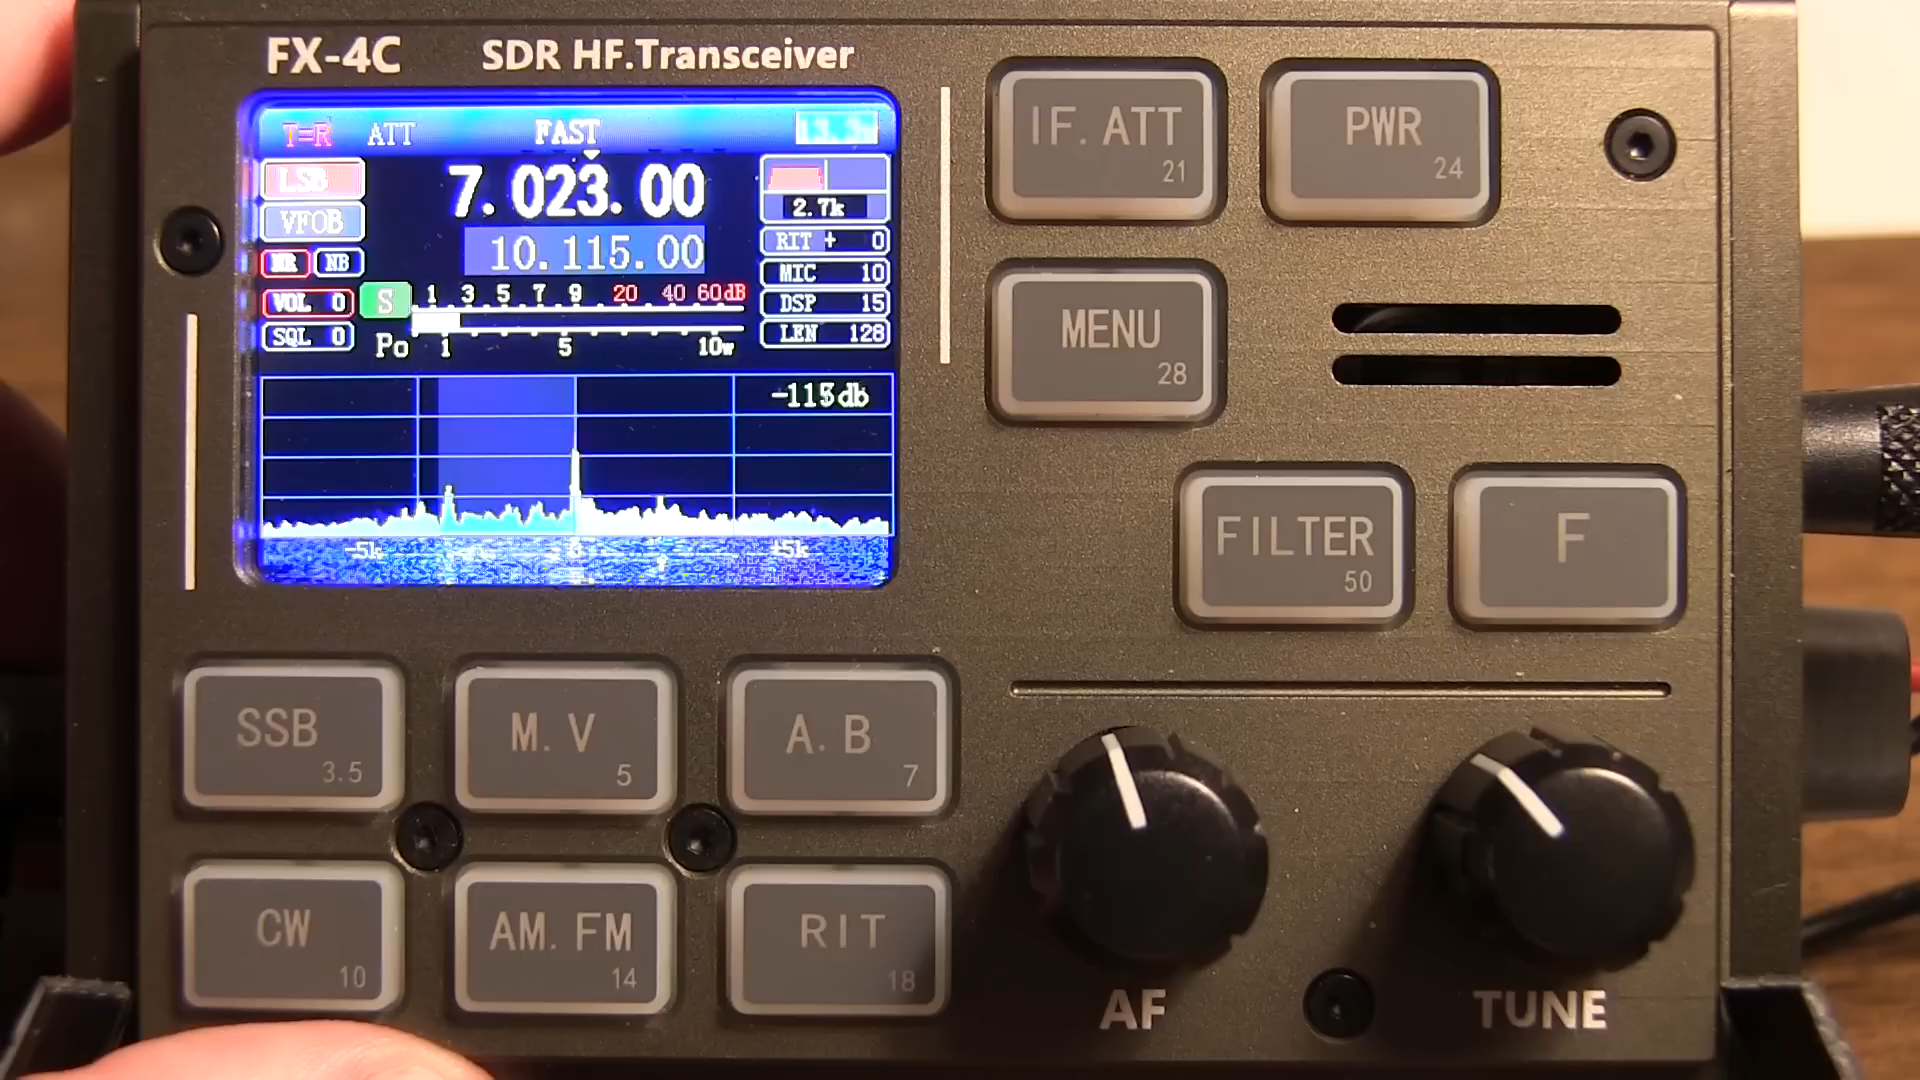 FX-4C SDR HF.Transceiver
T=R ATT FAST
LSB 7.023.00
2.7k
VFOB 10.115.00
RIT + 0
NR NB
MIC 10
VOL 0 S 1 3 5 7 9 20 40 60dB
DSP 15
SQL 0 Po 1 5 10w
LEN 128
-115db
-5k 0 +5k
IF.ATT 21
PWR 24
MENU 28
FILTER 50
F
SSB 3.5
M.V 5
A.B 7
CW 10
AM.FM 14
RIT 18
AF
TUNE